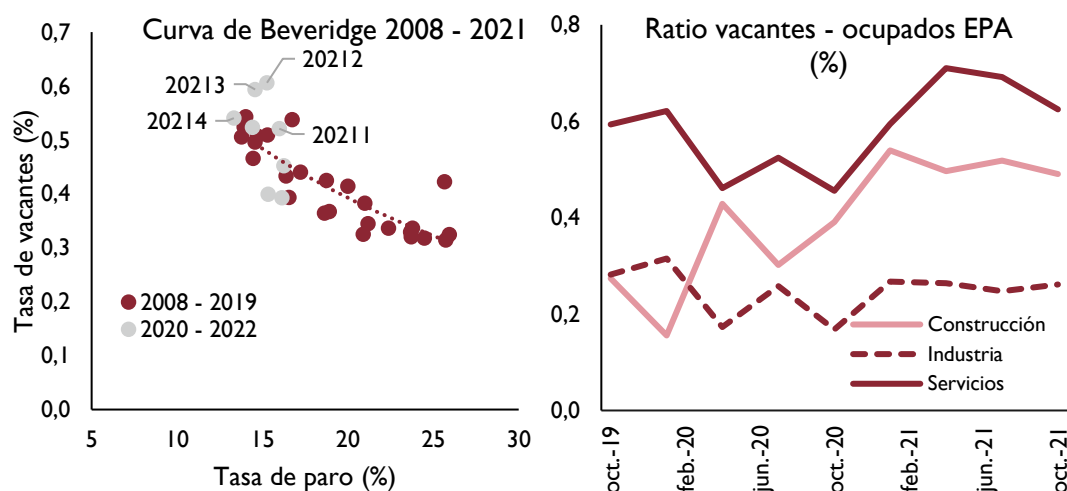 Curva de Beveridge 2008 - 2021
Tasa de vacantes (%)
0,7
0,6
0,5
0,4
0,3
0,2
0,1
0,0
20212
20213
20214
20211
2008 - 2019
2020 - 2022
5
10
15
20
25
30
Tasa de paro (%)
Ratio vacantes - ocupados EPA
(%)
0,8
0,6
0,4
0,2
0,0
Construcción
Industria
Servicios
oct.-19
feb.-20
jun.-20
oct.-20
feb.-21
jun.-21
oct.-21